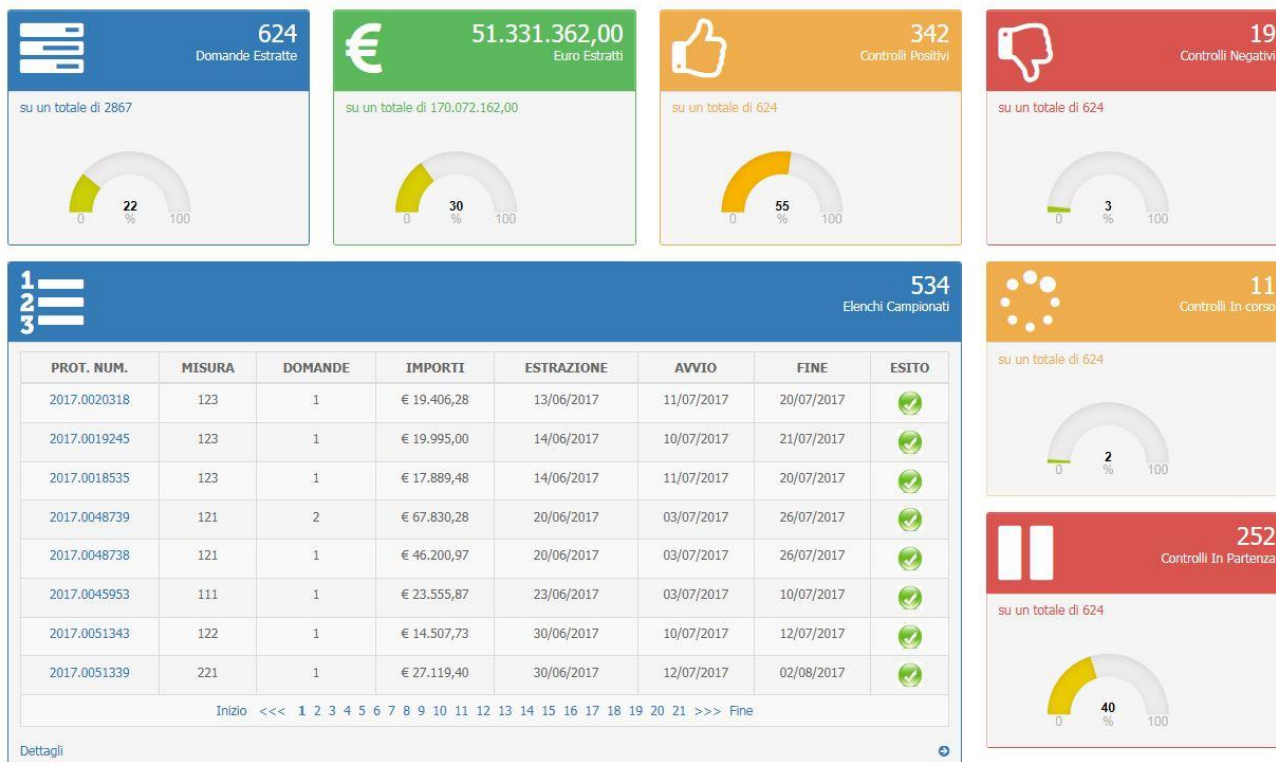 624
Domande Estratte
su un totale di 2867
22
%
0 100
€
51.331.362,00
Euro Estratti
su un totale di 170.072.162,00
30
%
0 100
342
Controlli Positivi
su un totale di 624
55
%
0 100
19
Controlli Negativi
su un totale di 624
3
%
0 100
1
2
3
534
Elenchi Campionati
PROT. NUM. MISURA DOMANDE IMPORTI ESTRAZIONE AVVIO FINE ESITO
2017.0020318 123 1 € 19.406,28 13/06/2017 11/07/2017 20/07/2017
2017.0019245 123 1 € 19.995,00 14/06/2017 10/07/2017 21/07/2017
2017.0018535 123 1 € 17.889,48 14/06/2017 11/07/2017 20/07/2017
2017.0048739 121 2 € 67.830,28 20/06/2017 03/07/2017 26/07/2017
2017.0048738 121 1 € 46.200,97 20/06/2017 03/07/2017 26/07/2017
2017.0045953 111 1 € 23.555,87 23/06/2017 03/07/2017 10/07/2017
2017.0051343 122 1 € 14.507,73 30/06/2017 10/07/2017 12/07/2017
2017.0051339 221 1 € 27.119,40 30/06/2017 12/07/2017 02/08/2017
Inizio <<< 1 2 3 4 5 6 7 8 9 10 11 12 13 14 15 16 17 18 19 20 21 >>> Fine
Dettagli
11
Controlli In corso
su un totale di 624
2
%
0 100
252
Controlli In Partenza
su un totale di 624
40
%
0 100